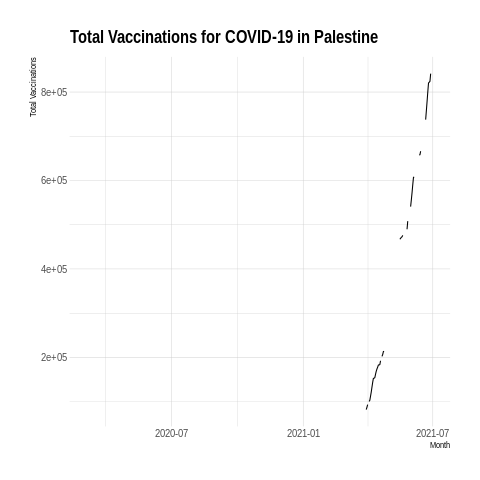 Total Vaccinations for COVID-19 in Palestine
Total Vaccinations
8e+05
6e+05
4e+05
2e+05
2020-07
2021-01
2021-07
Month